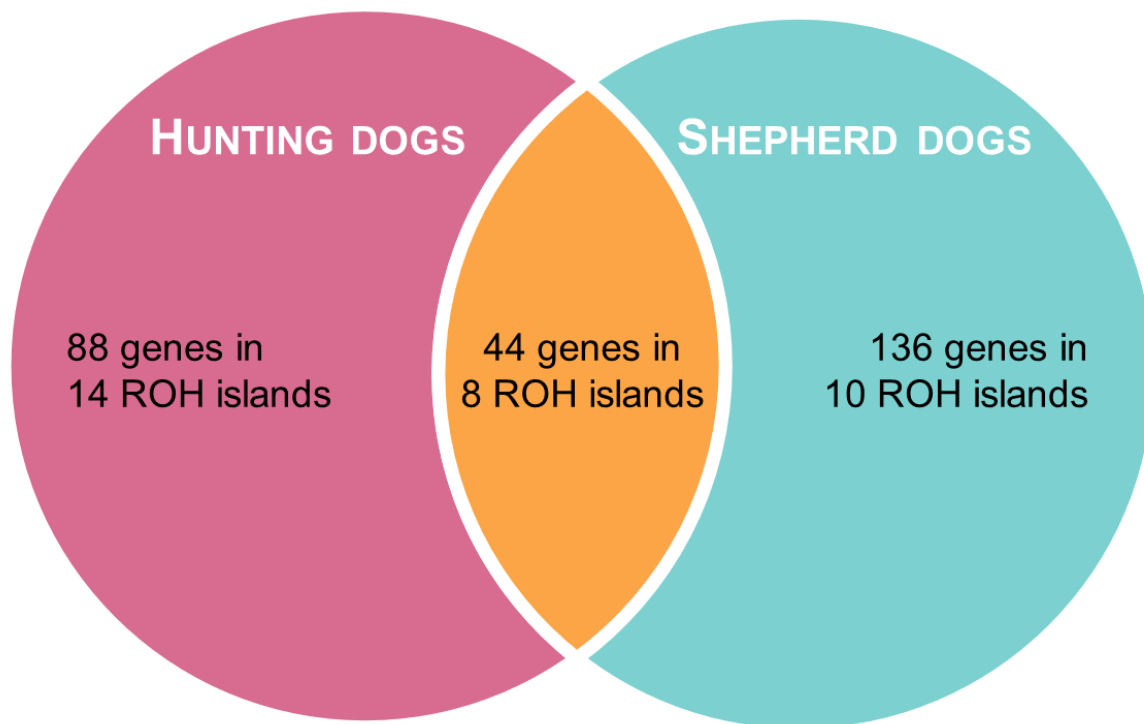 HUNTING DOGS
SHEPHERD DOGS
88 genes in
14 ROH islands
44 genes in
8 ROH islands
136 genes in
10 ROH islands